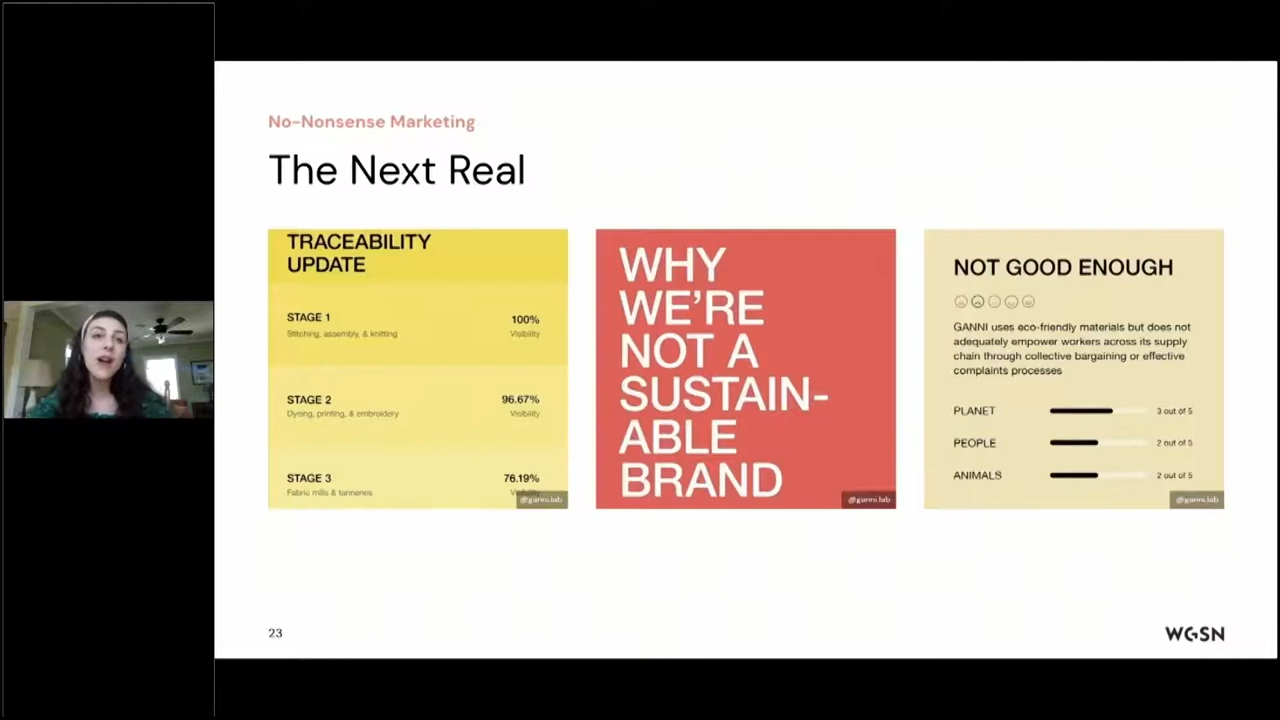 No-Nonsense Marketing
The Next Real
TRACEABILITY
UPDATE
STAGE 1
100%
Stitching, assembly, & knitting
Visibility
STAGE 2
96.67%
Dyeing, printing, & embroidery
Visibility
STAGE 3
76.19%
Fabric mills & tanneries
Visibility
@ganni.lab
WHY
WE'RE
NOT A
SUSTAIN-
ABLE
BRAND
@ganni.lab
NOT GOOD ENOUGH
GANNI uses eco-friendly materials but does not
adequately empower workers across its supply
chain through collective bargaining or effective
complaints processes
PLANET
3 out of 5
PEOPLE
2 out of 5
ANIMALS
2 out of 5
@ganni.lab
23
WGSN